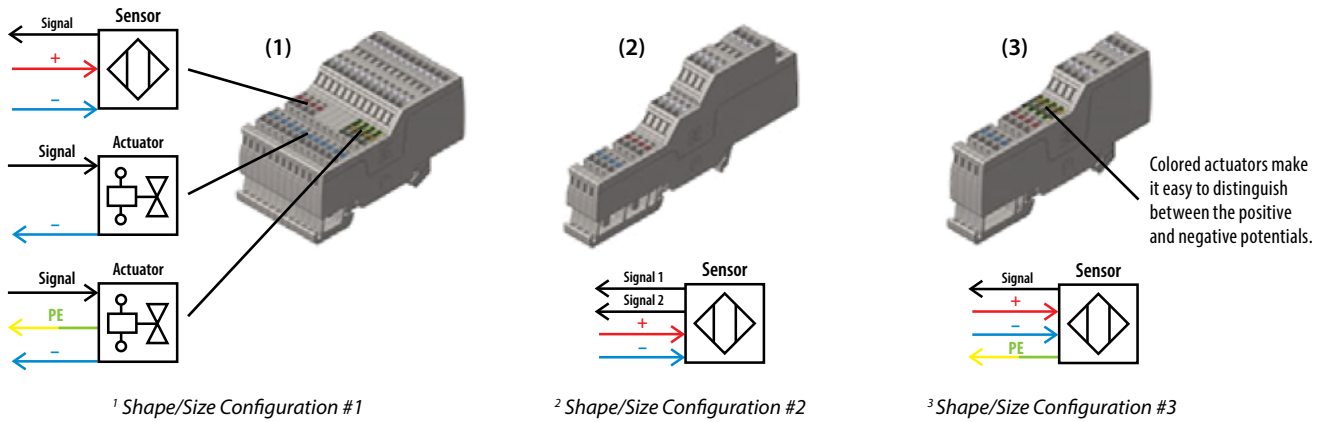 Sensor
Signal
+
–
Actuator
Signal
–
Actuator
Signal
PE
–
(1)
1 Shape/Size Configuration #1
(2)
Sensor
Signal 1
Signal 2
+
–
2 Shape/Size Configuration #2
(3)
Colored actuators make
it easy to distinguish
between the positive
and negative potentials.
Sensor
Signal
+
–
PE
3 Shape/Size Configuration #3